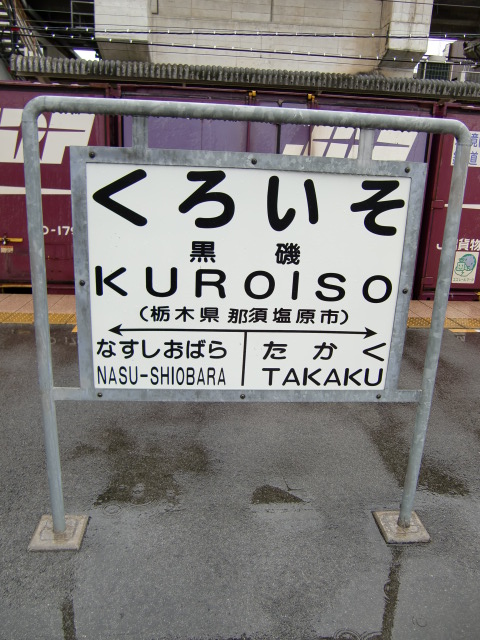 くろいそ
黒磯
KUROISO
(栃木県 那須塩原市)
なすしおばら たかく
NASU-SHIOBARA TAKAKU